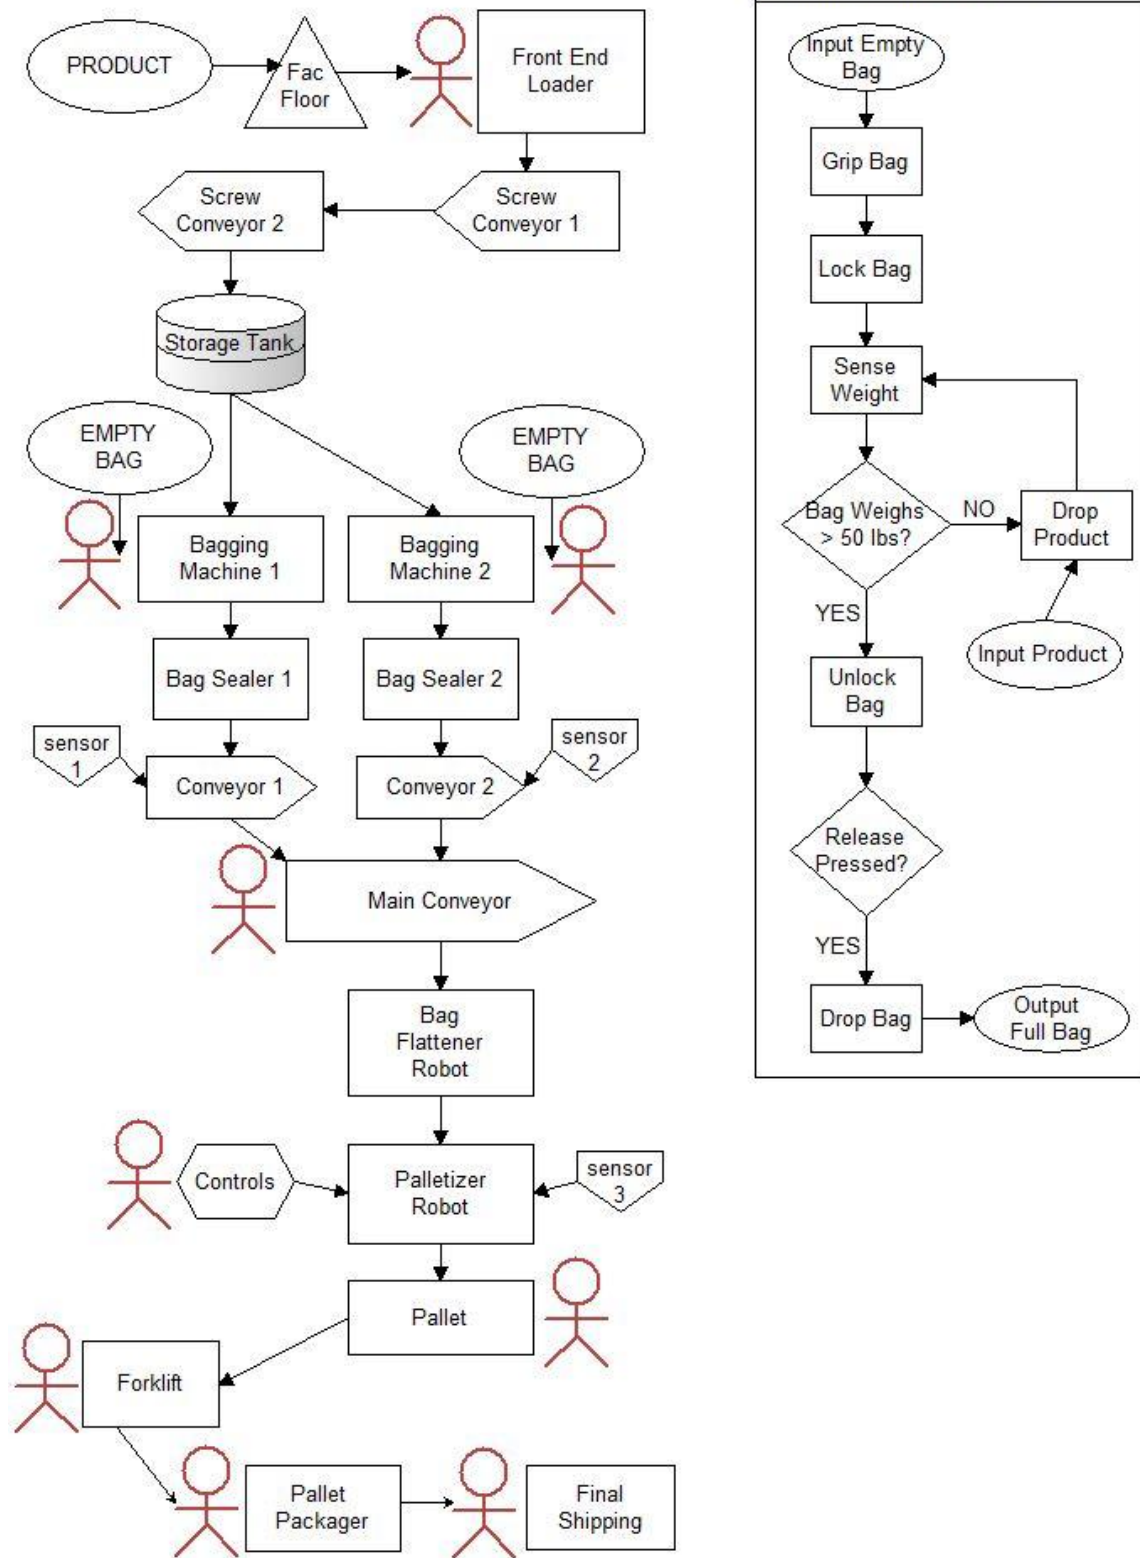 PRODUCT
Fac
Floor
Front End
Loader
Screw
Conveyor 2
Screw
Conveyor 1
Storage Tank
EMPTY
BAG
EMPTY
BAG
Bagging
Machine 1
Bagging
Machine 2
Bag Sealer 1
Bag Sealer 2
sensor
1
sensor
2
Conveyor 1
Conveyor 2
Main Conveyor
Bag
Flattener
Robot
Controls
Palletizer
Robot
sensor
3
Pallet
Forklift
Pallet
Packager
Final
Shipping
Input Empty
Bag
Grip Bag
Lock Bag
Sense
Weight
Bag Weighs
> 50 lbs?
NO
Drop
Product
Input Product
YES
Unlock
Bag
Release
Pressed?
YES
Drop Bag
Output
Full Bag